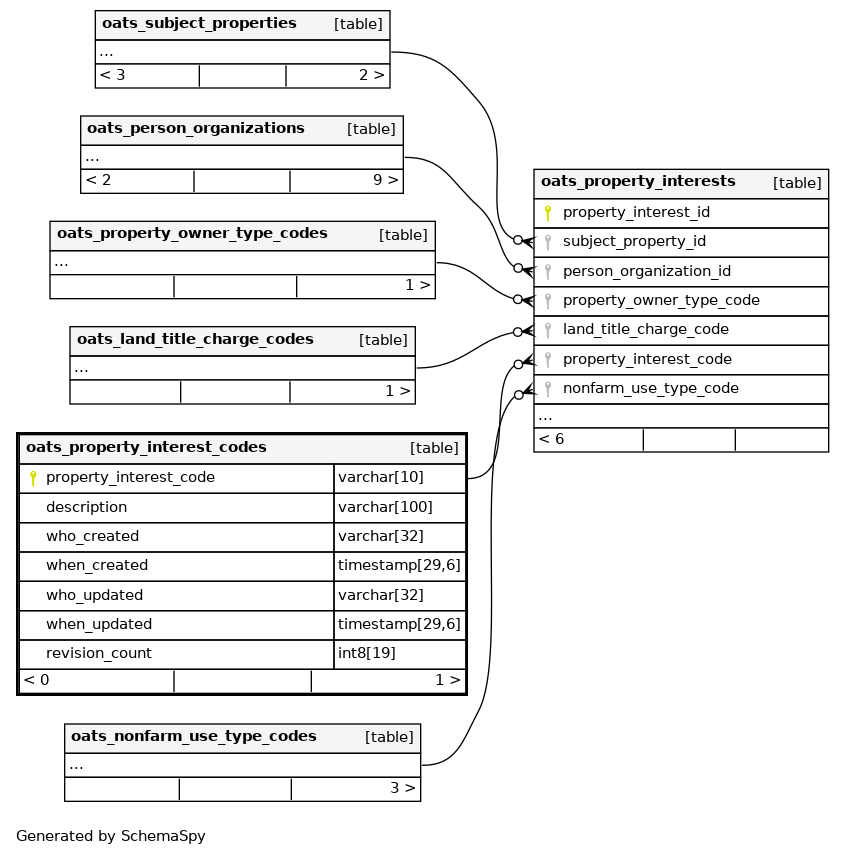 oats_subject_properties [table]
...
< 3 2 >
oats_person_organizations [table]
...
< 2 9 >
oats_property_owner_type_codes [table]
...
1 >
oats_land_title_charge_codes [table]
...
1 >
oats_property_interest_codes [table]
property_interest_code varchar[10]
description varchar[100]
who_created varchar[32]
when_created timestamp[29,6]
who_updated varchar[32]
when_updated timestamp[29,6]
revision_count int8[19]
< 0 1 >
oats_nonfarm_use_type_codes [table]
...
3 >
oats_property_interests [table]
property_interest_id
subject_property_id
person_organization_id
property_owner_type_code
land_title_charge_code
property_interest_code
nonfarm_use_type_code
...
< 6
Generated by SchemaSpy